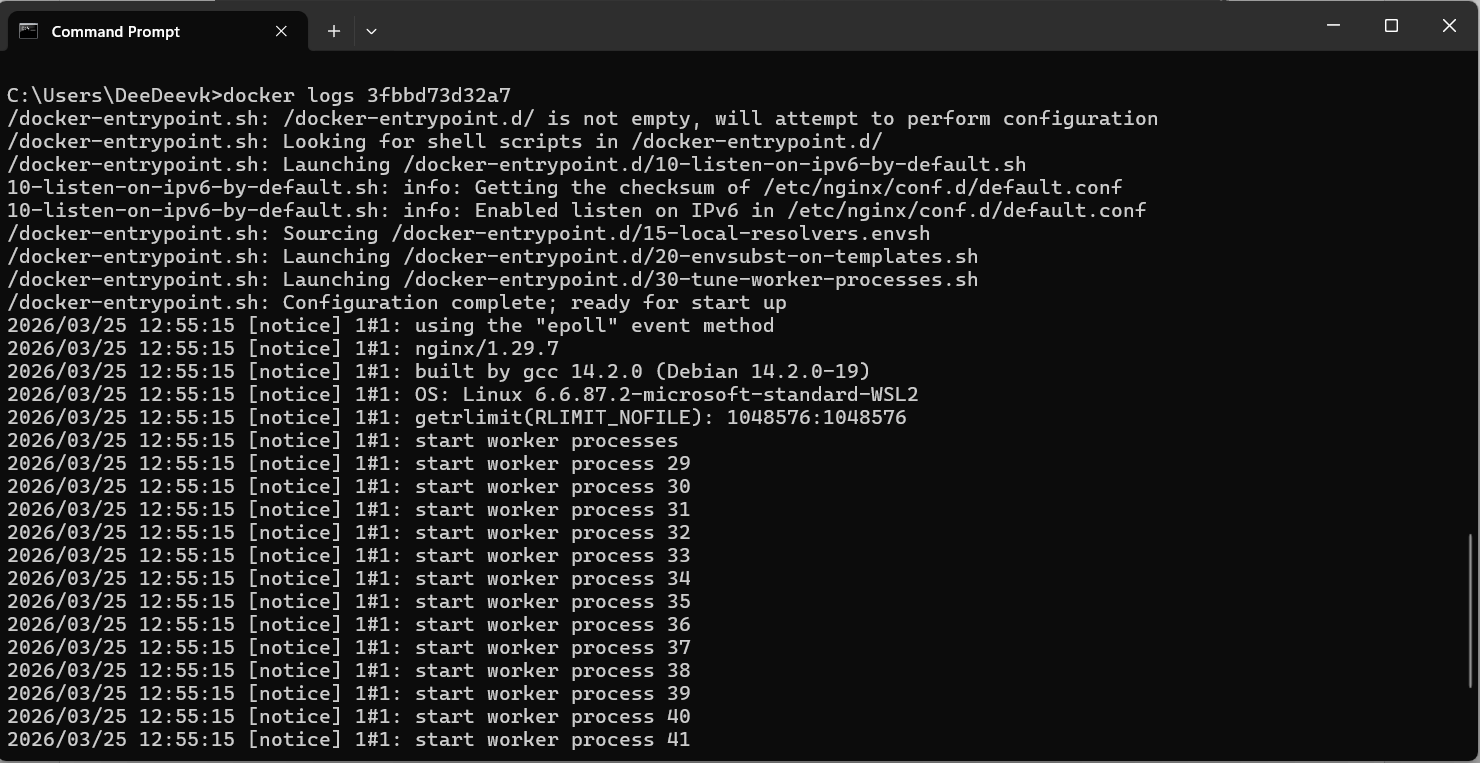 Command Prompt
C:\Users\DeeDeevk>docker logs 3fbbd73d32a7
/docker-entrypoint.sh: /docker-entrypoint.d/ is not empty, will attempt to perform configuration
/docker-entrypoint.sh: Looking for shell scripts in /docker-entrypoint.d/
/docker-entrypoint.sh: Launching /docker-entrypoint.d/10-listen-on-ipv6-by-default.sh
10-listen-on-ipv6-by-default.sh: info: Getting the checksum of /etc/nginx/conf.d/default.conf
10-listen-on-ipv6-by-default.sh: info: Enabled listen on IPv6 in /etc/nginx/conf.d/default.conf
/docker-entrypoint.sh: Sourcing /docker-entrypoint.d/15-local-resolvers.envsh
/docker-entrypoint.sh: Launching /docker-entrypoint.d/20-envsubst-on-templates.sh
/docker-entrypoint.sh: Launching /docker-entrypoint.d/30-tune-worker-processes.sh
/docker-entrypoint.sh: Configuration complete; ready for start up
2026/03/25 12:55:15 [notice] 1#1: using the "epoll" event method
2026/03/25 12:55:15 [notice] 1#1: nginx/1.29.7
2026/03/25 12:55:15 [notice] 1#1: built by gcc 14.2.0 (Debian 14.2.0-19)
2026/03/25 12:55:15 [notice] 1#1: OS: Linux 6.6.87.2-microsoft-standard-WSL2
2026/03/25 12:55:15 [notice] 1#1: getrlimit(RLIMIT_NOFILE): 1048576:1048576
2026/03/25 12:55:15 [notice] 1#1: start worker processes
2026/03/25 12:55:15 [notice] 1#1: start worker process 29
2026/03/25 12:55:15 [notice] 1#1: start worker process 30
2026/03/25 12:55:15 [notice] 1#1: start worker process 31
2026/03/25 12:55:15 [notice] 1#1: start worker process 32
2026/03/25 12:55:15 [notice] 1#1: start worker process 33
2026/03/25 12:55:15 [notice] 1#1: start worker process 34
2026/03/25 12:55:15 [notice] 1#1: start worker process 35
2026/03/25 12:55:15 [notice] 1#1: start worker process 36
2026/03/25 12:55:15 [notice] 1#1: start worker process 37
2026/03/25 12:55:15 [notice] 1#1: start worker process 38
2026/03/25 12:55:15 [notice] 1#1: start worker process 39
2026/03/25 12:55:15 [notice] 1#1: start worker process 40
2026/03/25 12:55:15 [notice] 1#1: start worker process 41